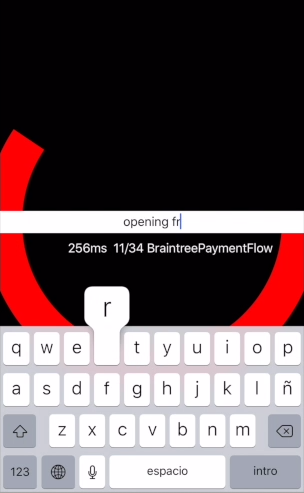 opening fr
256ms 11/34 BraintreePaymentFlow
r
q w e t y u i o p
a s d f g h j k l ñ
z x c v b n m
123 espacio intro